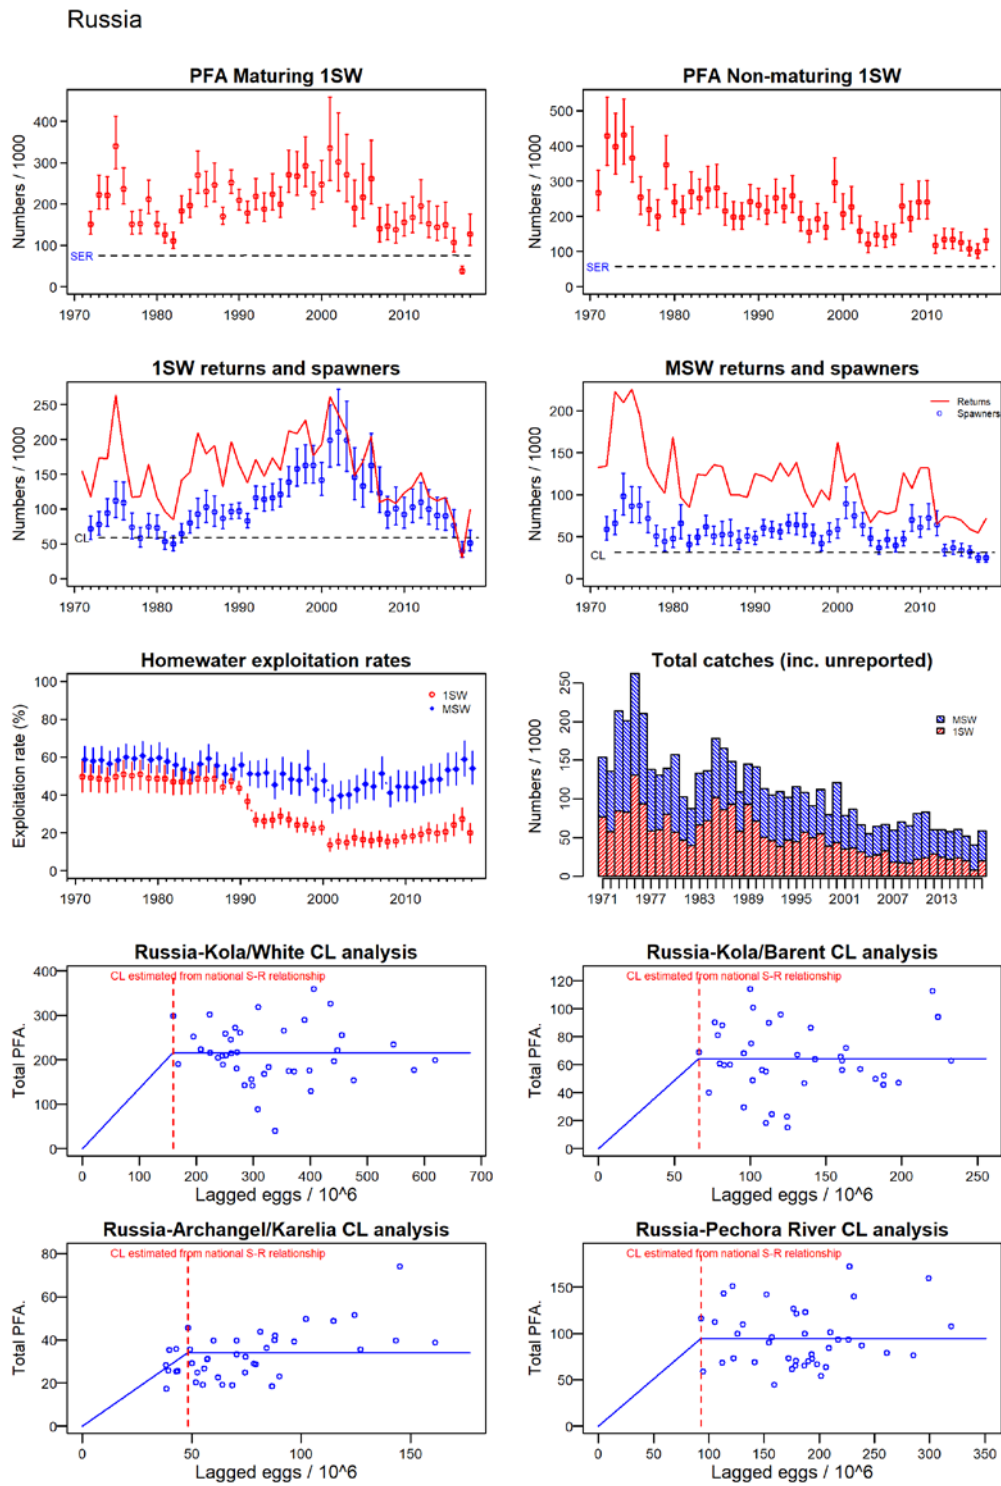 Russia
PFA Maturing 1SW
Numbers / 1000
400
300
200
100
0
SER
1970 1980 1990 2000 2010
PFA Non-maturing 1SW
Numbers / 1000
500
400
300
200
100
0
SER
1970 1980 1990 2000 2010
1SW returns and spawners
Numbers / 1000
250
200
150
100
50
0
CL
1970 1980 1990 2000 2010
MSW returns and spawners
Numbers / 1000
200
150
100
50
0
Returns
Spawners
CL
1970 1980 1990 2000 2010
Homewater exploitation rates
Exploitation rate (%)
100
80
60
40
20
0
1SW
MSW
1970 1980 1990 2000 2010
Total catches (inc. unreported)
Numbers / 1000
250
200
150
100
50
0
MSW
1SW
1971 1977 1983 1989 1995 2001 2007 2013
Russia-Kola/White CL analysis
CL estimated from national S-R relationship
Total PFA.
400
300
200
100
0
0 100 200 300 400 500 600 700
Lagged eggs / 10^6
Russia-Kola/Barent CL analysis
CL estimated from national S-R relationship
Total PFA.
120
100
80
60
40
20
0
0 50 100 150 200 250
Lagged eggs / 10^6
Russia-Archangel/Karelia CL analysis
CL estimated from national S-R relationship
Total PFA.
80
60
40
20
0
0 50 100 150
Lagged eggs / 10^6
Russia-Pechora River CL analysis
CL estimated from national S-R relationship
Total PFA.
150
100
50
0
0 50 100 150 200 250 300 350
Lagged eggs / 10^6